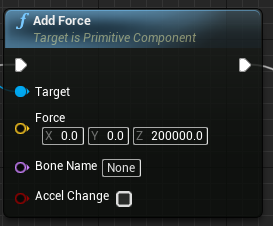 f Add Force
Target is Primitive Component
Target
Force
X 0.0 Y 0.0 Z 200000.0
Bone Name None
Accel Change